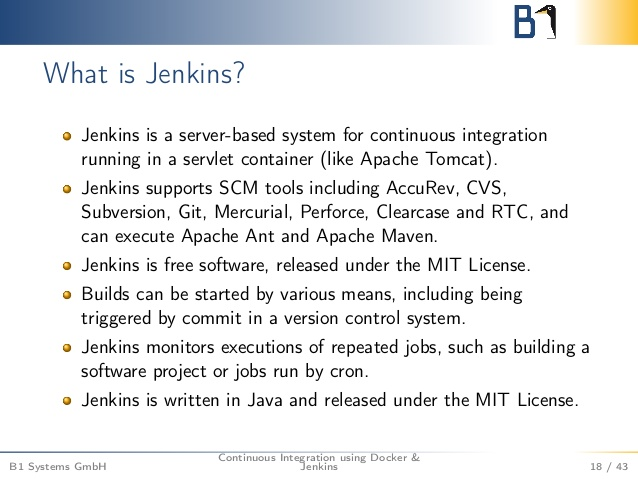 B1
What is Jenkins?
Jenkins is a server-based system for continuous integration
running in a servlet container (like Apache Tomcat).
Jenkins supports SCM tools including AccuRev, CVS,
Subversion, Git, Mercurial, Perforce, Clearcase and RTC, and
can execute Apache Ant and Apache Maven.
Jenkins is free software, released under the MIT License.
Builds can be started by various means, including being
triggered by commit in a version control system.
Jenkins monitors executions of repeated jobs, such as building a
software project or jobs run by cron.
Jenkins is written in Java and released under the MIT License.
B1 Systems GmbH
Continuous Integration using Docker &
Jenkins
18 / 43